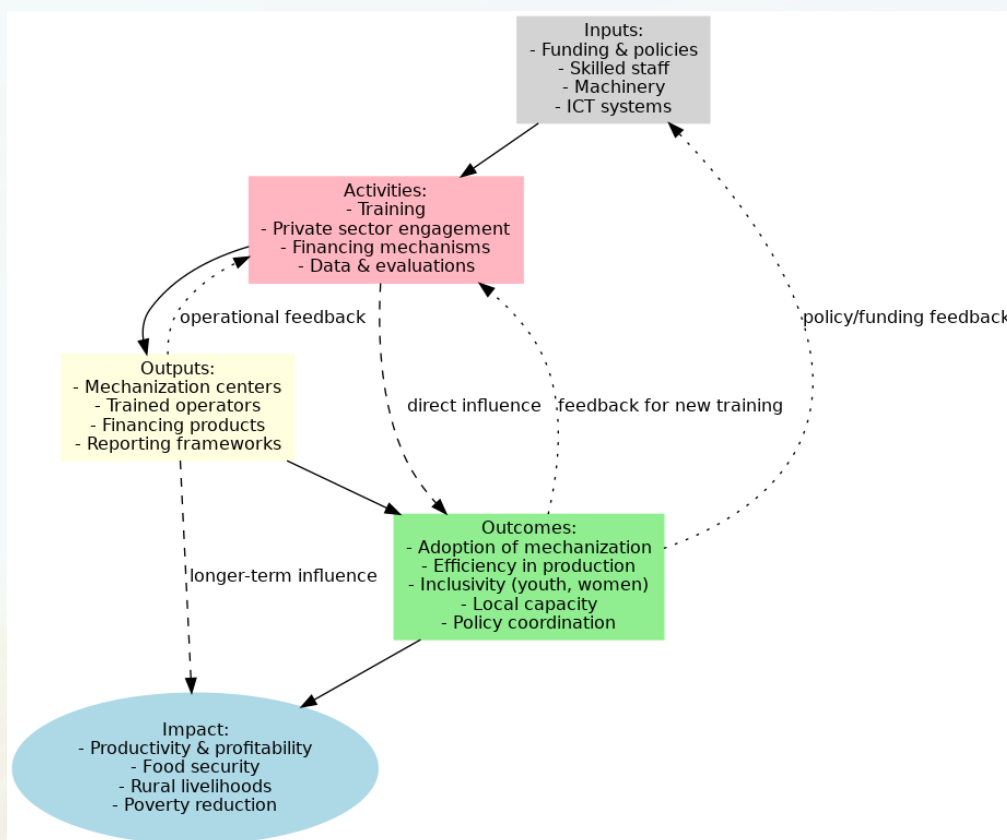 Inputs:
- Funding & policies
- Skilled staff
- Machinery
- ICT systems
Activities:
- Training
- Private sector engagement
- Financing mechanisms
- Data & evaluations
operational feedback
policy/funding feedback
Outputs:
- Mechanization centers
- Trained operators
- Financing products
- Reporting frameworks
direct influence
feedback for new training
Outcomes:
- Adoption of mechanization
- Efficiency in production
- Inclusivity (youth, women)
- Local capacity
- Policy coordination
longer-term influence
Impact:
- Productivity & profitability
- Food security
- Rural livelihoods
- Poverty reduction